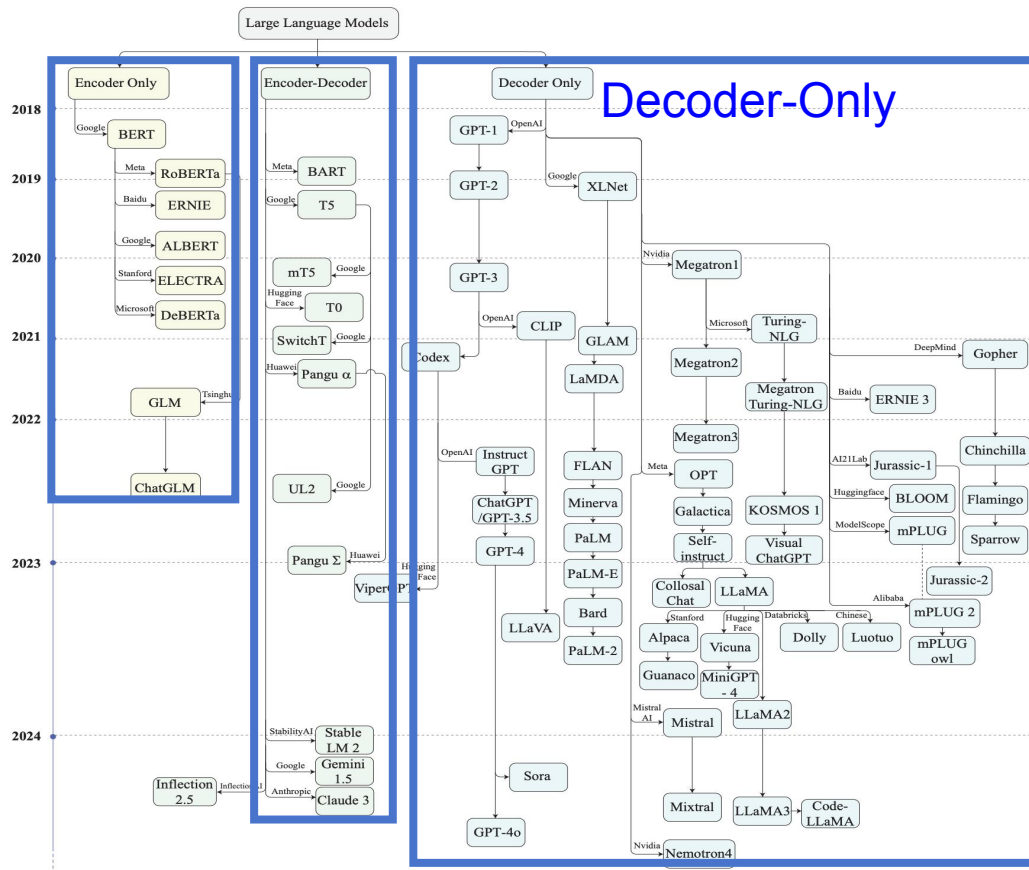 Large Language Models
Encoder Only
Encoder-Decoder
Decoder Only
Decoder-Only
2018
Google
BERT
GPT-1
OpenAI
Meta
RoBERTa
Meta
BART
2019
GPT-2
Google
XLNet
Baidu
ERNIE
Google
T5
Google
ALBERT
2020
mT5
Google
Nvidia
Megatron1
Stanford
ELECTRA
GPT-3
Hugging
Face
T0
Microsoft
DeBERTa
OpenAI
CLIP
Microsoft
Turing-
NLG
2021
SwitchT
Google
Codex
GLAM
Megatron2
DeepMind
Gopher
Huawei
Pangu α
LaMDA
Megatron
Turing-NLG
Baidu
ERNIE 3
GLM
Tsinghu
2022
Megatron3
OpenAI
Instruct
GPT
FLAN
Meta
OPT
AI21Lab
Jurassic-1
Chinchilla
ChatGLM
UL2
Google
ChatGPT
/GPT-3.5
Minerva
Galactica
KOSMOS 1
Huggingface
BLOOM
Flamingo
GPT-4
PaLM
Self-
instruct
Visual
ChatGPT
ModelScope
mPLUG
Sparrow
2023
Pangu Σ
Huawei
ViperGPT
Hugging
Face
PaLM-E
Collosal
Chat
LLaMA
Jurassic-2
LLaVA
Bard
Stanford
Hugging
Face
Databricks
Chinese
Alibaba
mPLUG 2
Alpaca
Vicuna
Dolly
Luotuo
PaLM-2
mPLUG
owl
Guanaco
MiniGPT
- 4
Mistral
AI
Mistral
LLaMA2
2024
StabilityAI
Stable
LM 2
Google
Gemini
1.5
Sora
Inflection
2.5
InflectionAI
Anthropic
Claude 3
Mixtral
LLaMA3
Code-
LLaMA
GPT-4o
Nvidia
Nemotron4